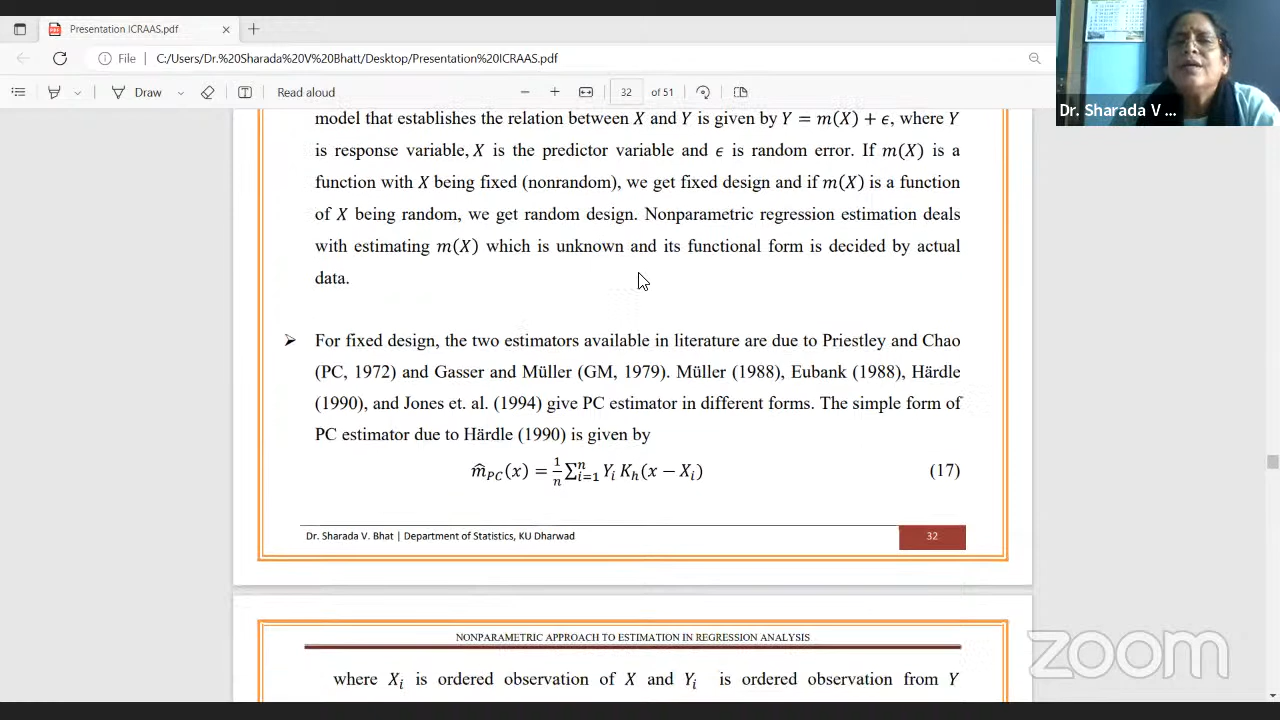 Presentation ICRAAS.pdf
File
C:/Users/Dr.%20Sharada%20V%20Bhatt/Desktop/Presentation%20ICRAAS.pdf
Draw
Read aloud
32 of 51
Dr. Sharada V ...
model that establishes the relation between X and Y is given by Y = m(X) + ϵ, where Y
is response variable, X is the predictor variable and ϵ is random error. If m(X) is a
function with X being fixed (nonrandom), we get fixed design and if m(X) is a function
of X being random, we get random design. Nonparametric regression estimation deals
with estimating m(X) which is unknown and its functional form is decided by actual
data.
➢ For fixed design, the two estimators available in literature are due to Priestley and Chao
(PC, 1972) and Gasser and Müller (GM, 1979). Müller (1988), Eubank (1988), Härdle
(1990), and Jones et. al. (1994) give PC estimator in different forms. The simple form of
PC estimator due to Härdle (1990) is given by
m̂_PC(x) = 1/n ∑_{i=1}^{n} Y_i K_h(x − X_i) (17)
Dr. Sharada V. Bhat | Department of Statistics, KU Dharwad 32
NONPARAMETRIC APPROACH TO ESTIMATION IN REGRESSION ANALYSIS
where X_i is ordered observation of X and Y_i is ordered observation from Y
zoom